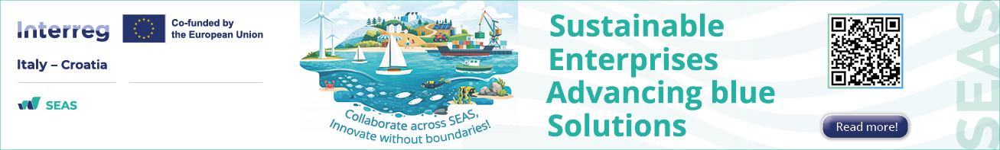 Interreg
Co-funded by
the European Union
Italy – Croatia
SEAS
Collaborate across SEAS,
Innovate without boundaries!
Sustainable
Enterprises
Advancing blue
Solutions
Read more!
SEAS